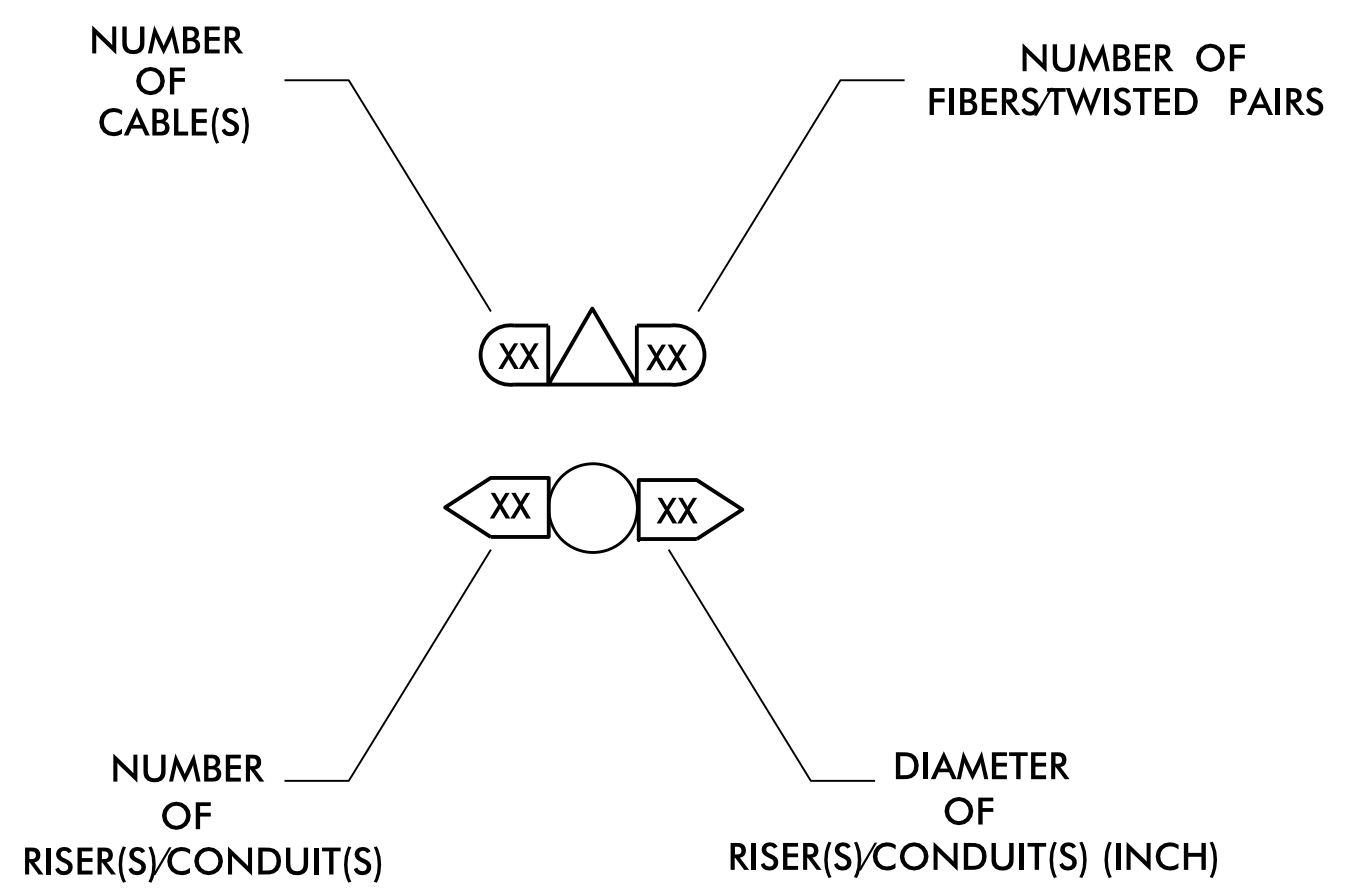 NUMBER
OF
CABLE(S)
NUMBER OF
FIBERS/TWISTED PAIRS
XX
XX
XX
XX
NUMBER
OF
RISER(S)/CONDUIT(S)
DIAMETER
OF
RISER(S)/CONDUIT(S) (INCH)